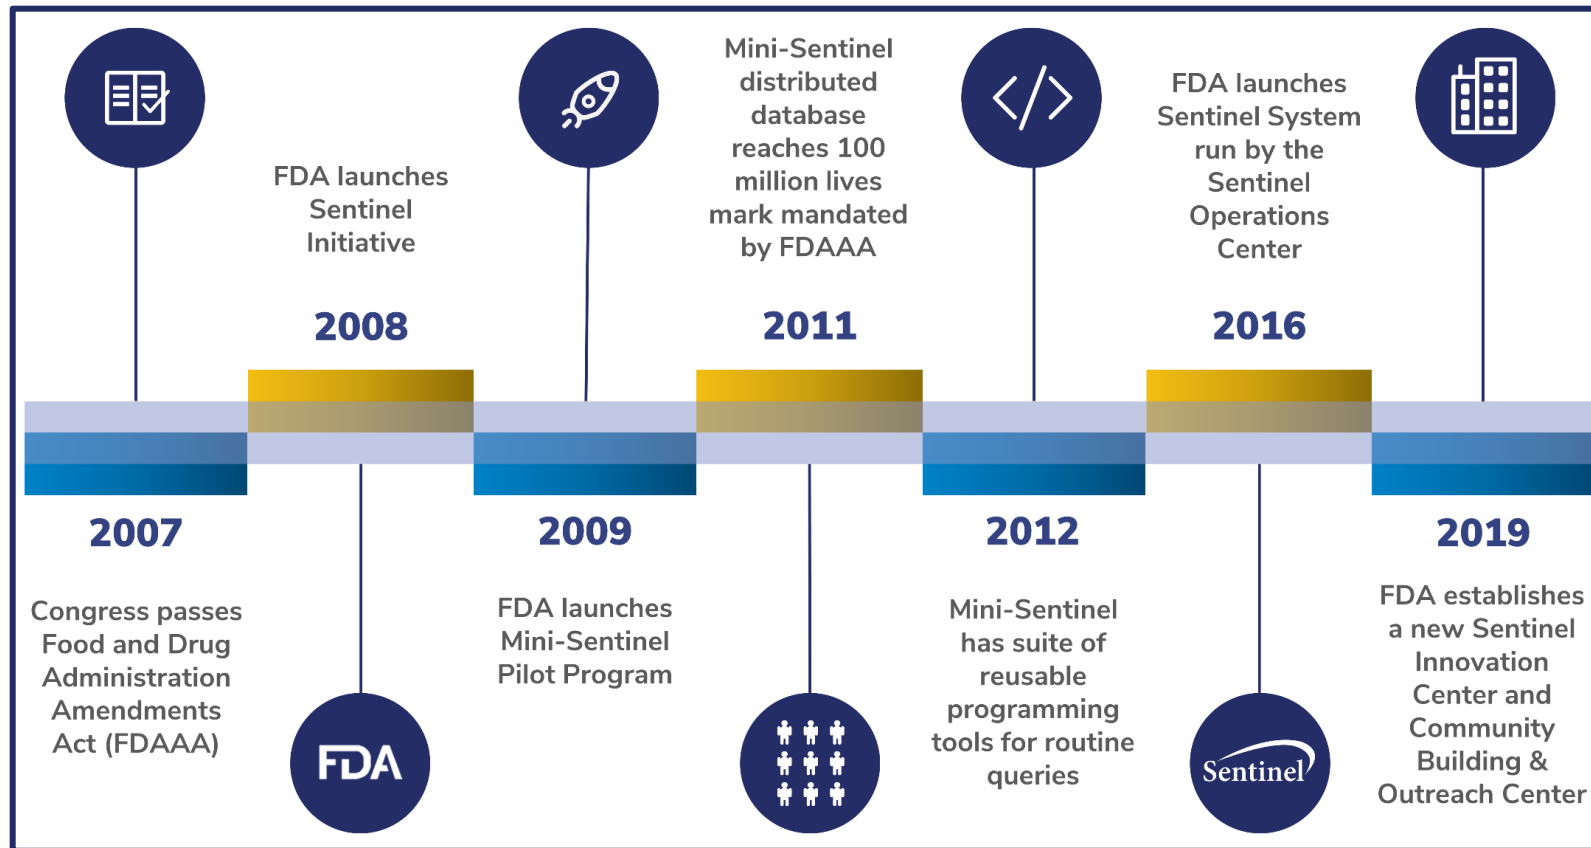 2007
Congress passes
Food and Drug
Administration
Amendments
Act (FDAAA)
FDA launches
Sentinel
Initiative
2008
FDA
2009
FDA launches
Mini-Sentinel
Pilot Program
Mini-Sentinel
distributed
database
reaches 100
million lives
mark mandated
by FDAAA
2011
</>
2012
Mini-Sentinel
has suite of
reusable
programming
tools for routine
queries
FDA launches
Sentinel System
run by the
Sentinel
Operations
Center
2016
Sentinel
2019
FDA establishes
a new Sentinel
Innovation
Center and
Community
Building &
Outreach Center